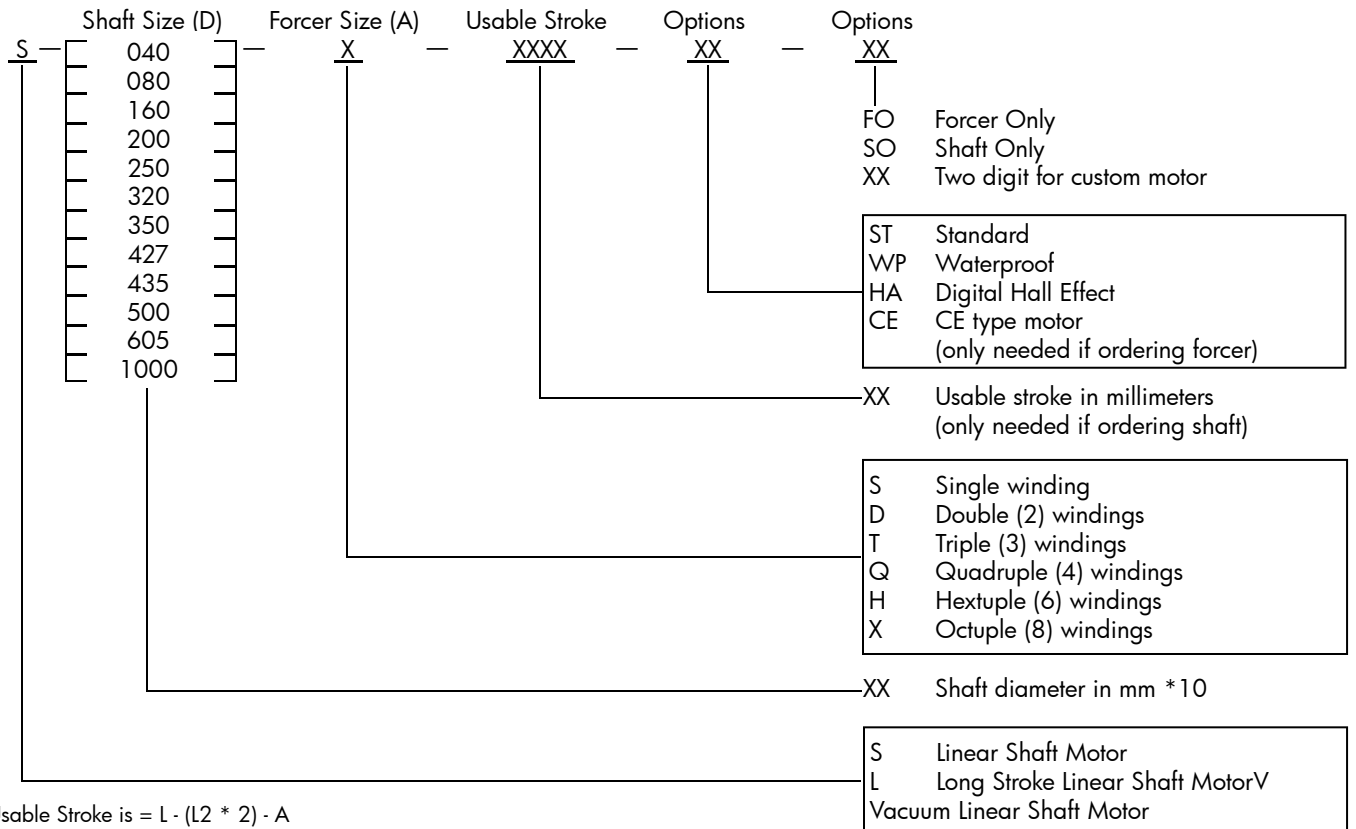 Shaft Size (D) Forcer Size (A) Usable Stroke Options Options
S — 040 — X — XXXX — XX — XX
080
160
200
250
320
350
427
435
500
605
1000
FO Forcer Only
SO Shaft Only
XX Two digit for custom motor
ST Standard
WP Waterproof
HA Digital Hall Effect
CE CE type motor
(only needed if ordering forcer)
XX Usable stroke in millimeters
(only needed if ordering shaft)
S Single winding
D Double (2) windings
T Triple (3) windings
Q Quadruple (4) windings
H Hextuple (6) windings
X Octuple (8) windings
XX Shaft diameter in mm *10
S Linear Shaft Motor
L Long Stroke Linear Shaft MotorV
Vacuum Linear Shaft Motor
sable Stroke is = L - (L2 * 2) - A